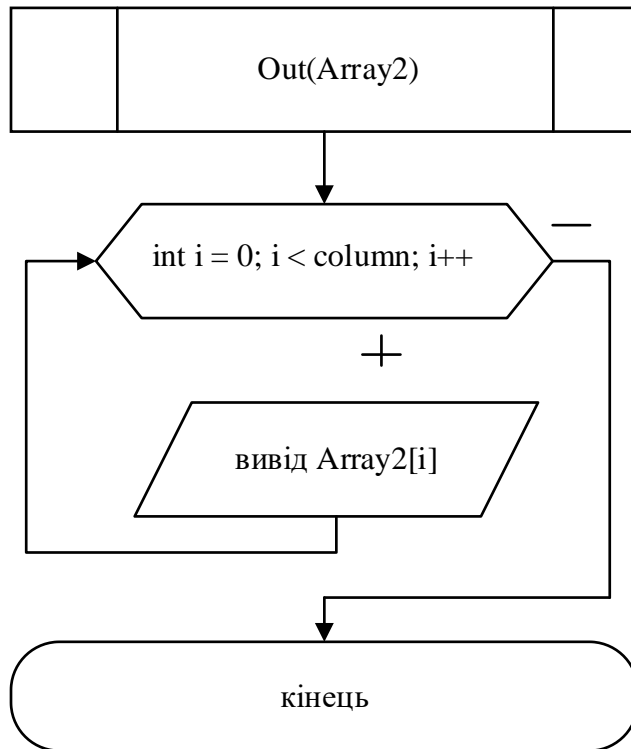 Out(Array2)
int i = 0; i < column; i++
—
+
вивід Array2[i]
кінець